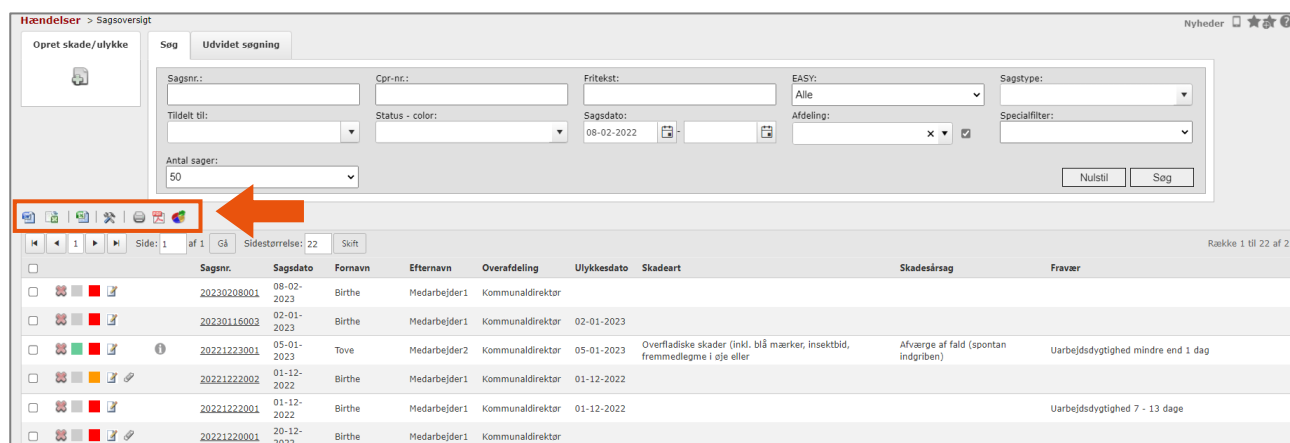 Hændelser > Sagsoversigt
Nyheder
Opret skade/ulykke
Søg Udvidet søgning
Sagsnr.: Cpr-nr.: Fritekst: EASY: Sagstype:
Alle
Tildelt til: Status - color: Sagsdato: Afdeling: Specialfilter:
08-02-2022 -
Antal sager:
50
Nulstil Søg
1 Side: 1 af 1 Gå Sidestørrelse: 22 Skift Række 1 til 22 af 2
Sagsnr. Sagsdato Fornavn Efternavn Overafdeling Ulykkesdato Skadeart Skadesårsag Fravær
20230208001 08-02-2023 Birthe Medarbejder1 Kommunaldirektør
20230116003 02-01-2023 Birthe Medarbejder1 Kommunaldirektør 02-01-2023
20221223001 05-01-2023 Tove Medarbejder2 Kommunaldirektør 05-01-2023 Overfladiske skader (inkl. blå mærker, insektbid, fremmedlegme i øje eller Afværge af fald (spontan indgriben) Uarbejdsdygtighed mindre end 1 dag
20221222002 01-12-2022 Birthe Medarbejder1 Kommunaldirektør 01-12-2022
20221222001 01-12-2022 Birthe Medarbejder1 Kommunaldirektør 01-12-2022 Uarbejdsdygtighed 7 - 13 dage
20221220001 20-12- Birthe Medarbejder1 Kommunaldirektør